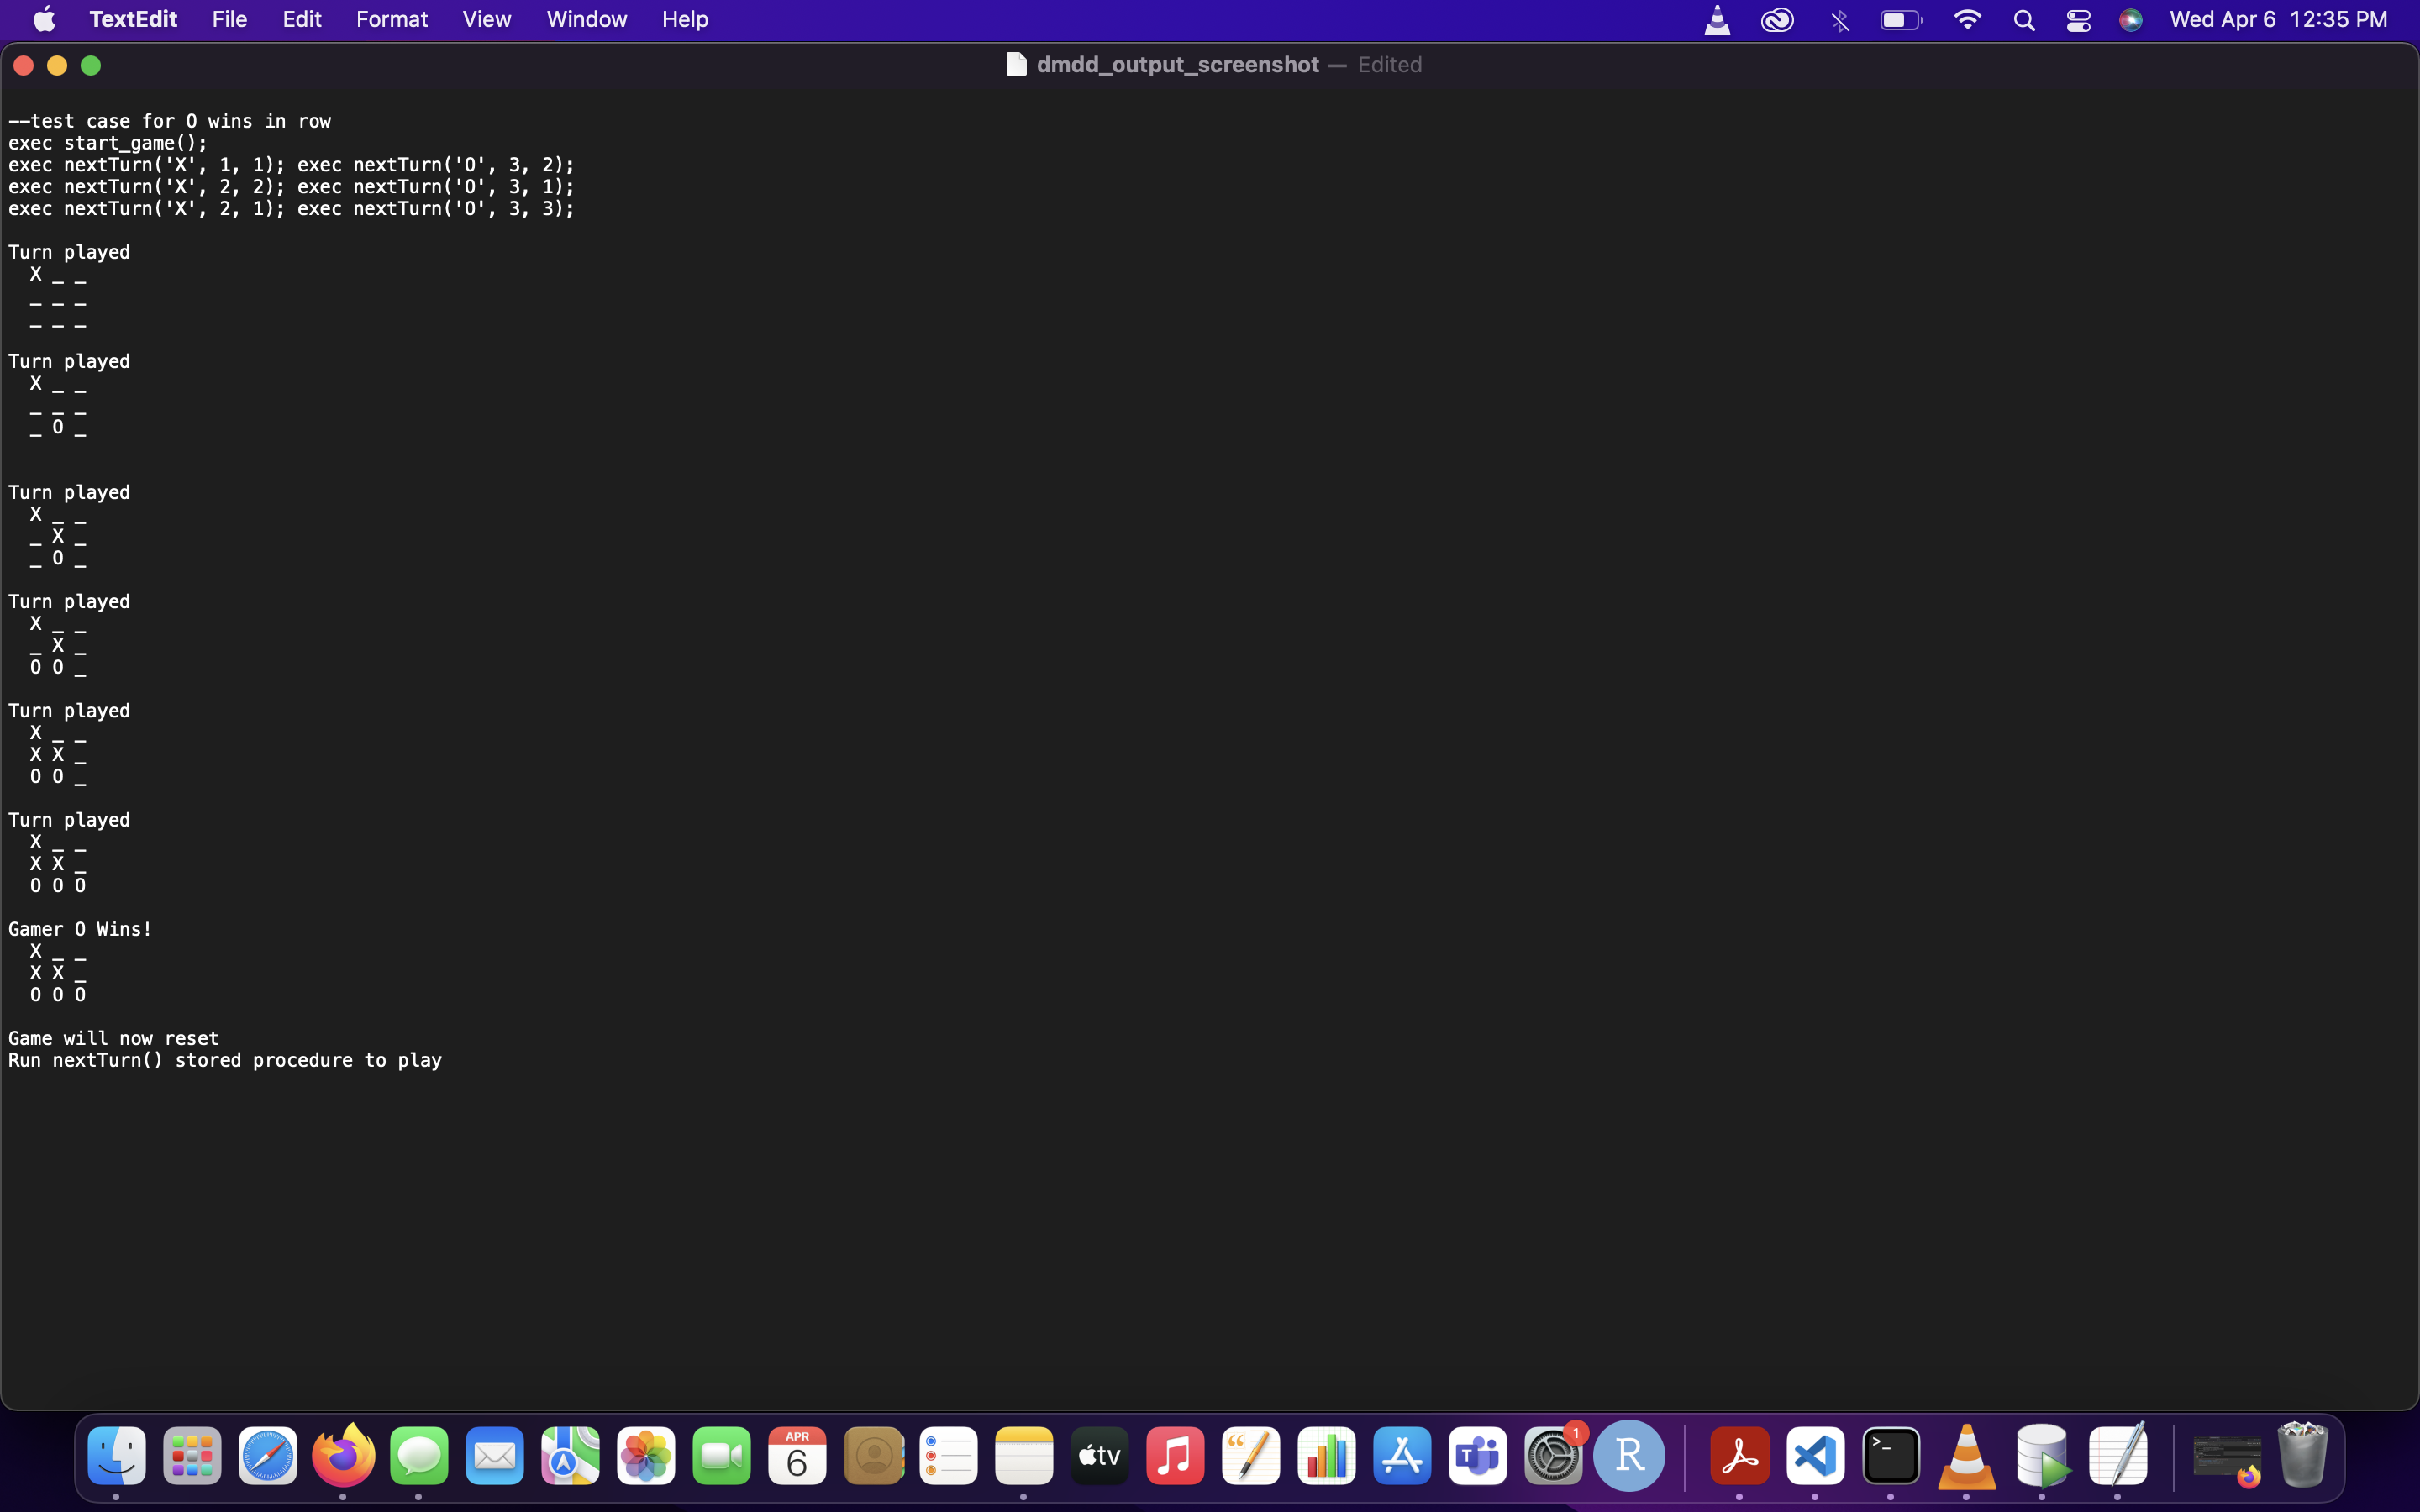 TextEdit File Edit Format View Window Help Wed Apr 6 12:35 PM
dmdd_output_screenshot — Edited
--test case for O wins in row
exec start_game();
exec nextTurn('X', 1, 1); exec nextTurn('O', 3, 2);
exec nextTurn('X', 2, 2); exec nextTurn('O', 3, 1);
exec nextTurn('X', 2, 1); exec nextTurn('O', 3, 3);
Turn played
X _ _
_ _ _
_ _ _
Turn played
X _ _
_ _ _
_ O _
Turn played
X _ _
_ X _
_ O _
Turn played
X _ _
_ X _
O O _
Turn played
X _ _
X X _
O O _
Turn played
X _ _
X X _
O O O
Gamer O Wins!
X _ _
X X _
O O O
Game will now reset
Run nextTurn() stored procedure to play
APR
6
tv
T
1
R
>_